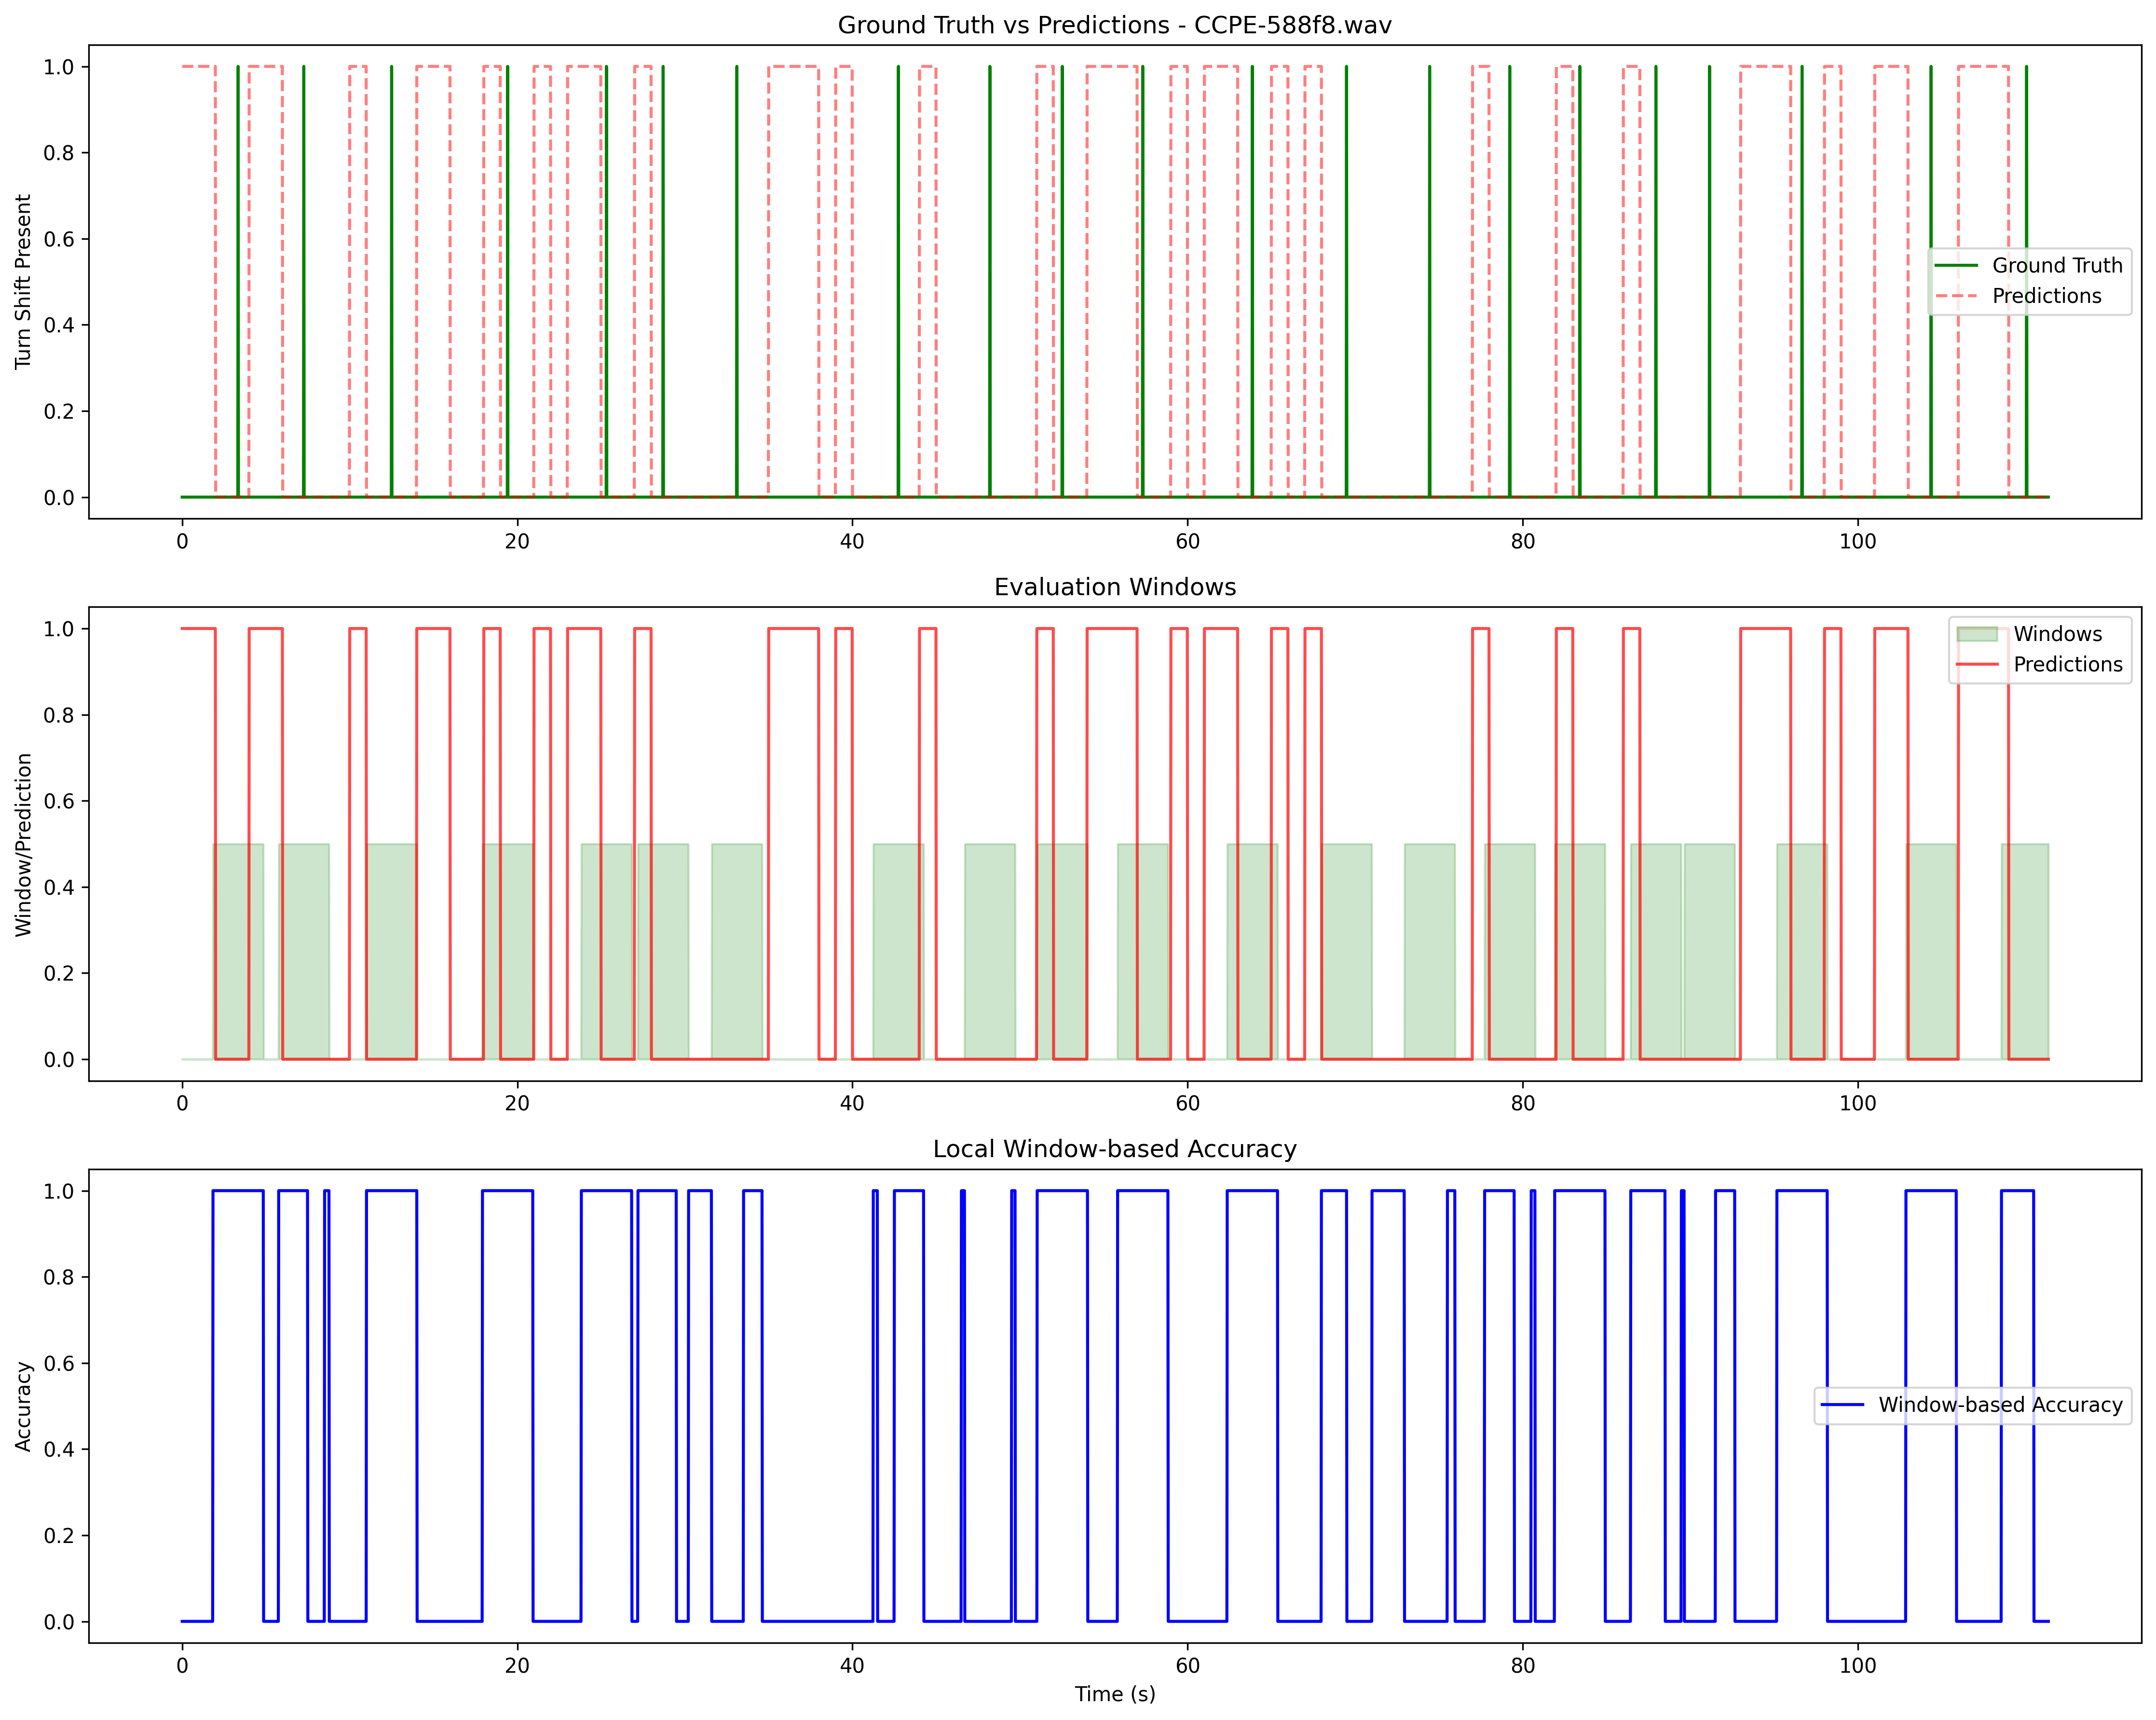 Ground Truth vs Predictions - CCPE-588f8.wav
Turn Shift Present
1.0
0.8
0.6
0.4
0.2
0.0
Ground Truth
Predictions
0 20 40 60 80 100
Evaluation Windows
Window/Prediction
1.0
0.8
0.6
0.4
0.2
0.0
Windows
Predictions
0 20 40 60 80 100
Local Window-based Accuracy
Accuracy
1.0
0.8
0.6
0.4
0.2
0.0
Window-based Accuracy
0 20 40 60 80 100
Time (s)